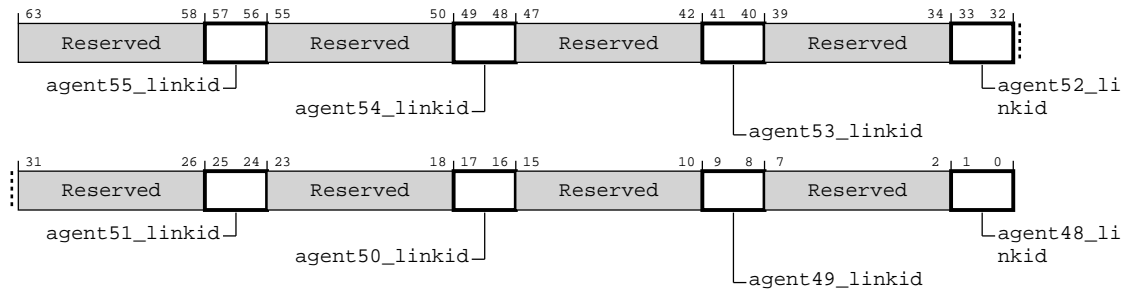 63 58 57 56 55 50 49 48 47 42 41 40 39 34 33 32
Reserved Reserved Reserved Reserved
agent55_linkid
agent54_linkid
agent53_linkid
agent52_li
nkid
31 26 25 24 23 18 17 16 15 10 9 8 7 2 1 0
Reserved Reserved Reserved Reserved
agent51_linkid
agent50_linkid
agent49_linkid
agent48_li
nkid